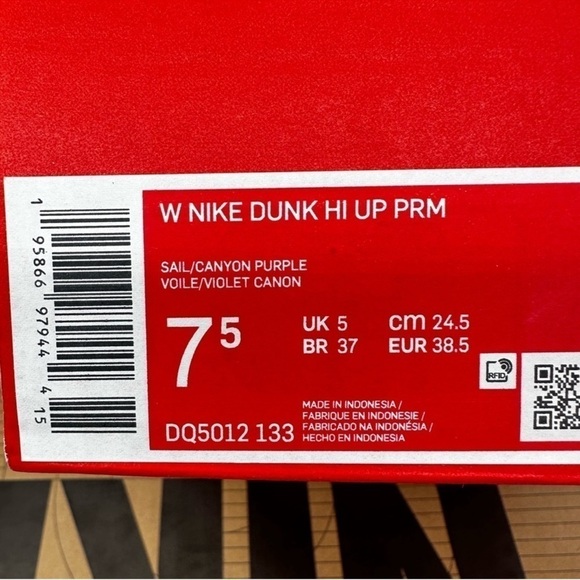 W NIKE DUNK HI UP PRM
SAIL/CANYON PURPLE
VOILE/VIOLET CANON
7⁵
UK 5 cm 24.5
BR 37 EUR 38.5
DQ5012 133
MADE IN INDONESIA /
FABRIQUE EN INDONESIE /
FABRICADO NA INDONÉSIA /
HECHO EN INDONESIA
RFID
1 95866 97944 4 15